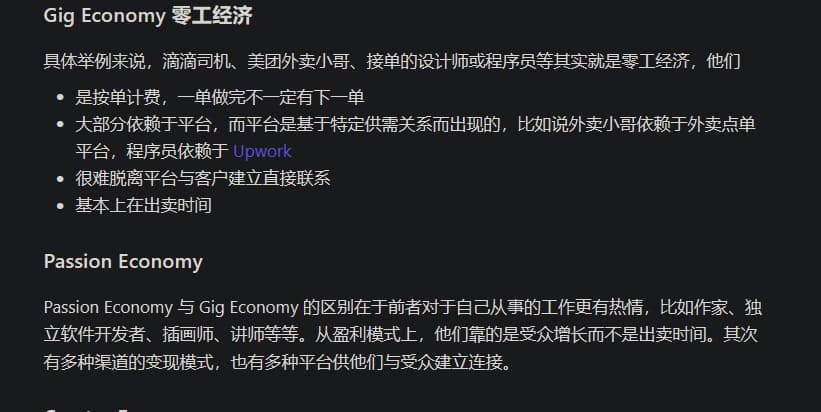 Gig Economy 零工经济
具体举例来说，滴滴司机、美团外卖小哥、接单的设计师或程序员等其实就是零工经济，他们
是按单计费，一单做完不一定有下一单
大部分依赖于平台，而平台是基于特定供需关系而出现的，比如说外卖小哥依赖于外卖点单
平台，程序员依赖于 Upwork
很难脱离平台与客户建立直接联系
基本上在出卖时间
Passion Economy
Passion Economy 与 Gig Economy 的区别在于前者对于自己从事的工作更有热情，比如作家、独
立软件开发者、插画师、讲师等等。从盈利模式上，他们靠的是受众增长而不是出卖时间。其次
有多种渠道的变现模式，也有多种平台供他们与受众建立连接。